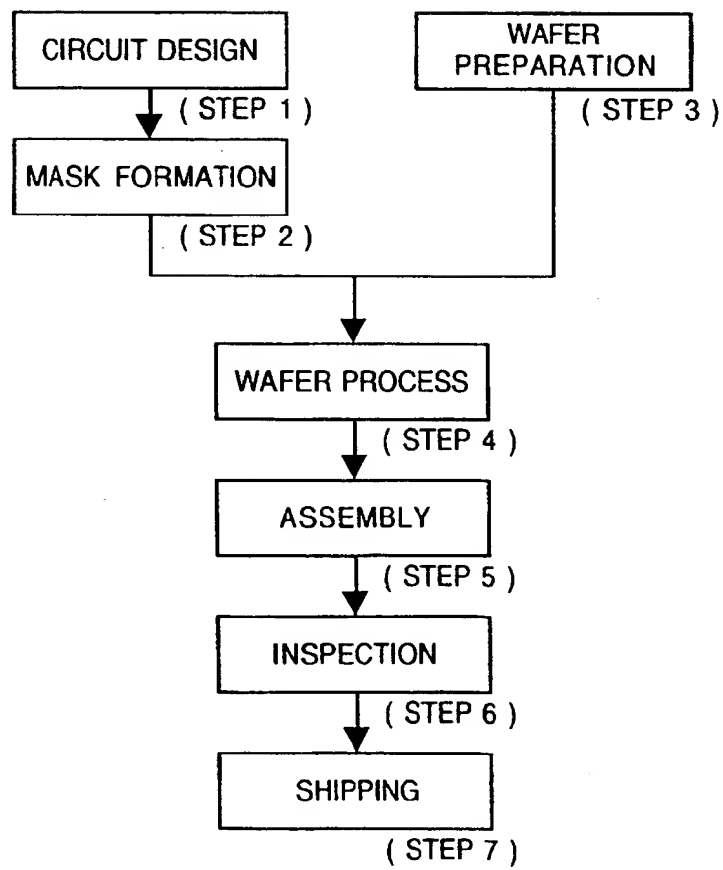 CIRCUIT DESIGN
( STEP 1 )
MASK FORMATION
( STEP 2 )
WAFER
PREPARATION
( STEP 3 )
WAFER PROCESS
( STEP 4 )
ASSEMBLY
( STEP 5 )
INSPECTION
( STEP 6 )
SHIPPING
( STEP 7 )